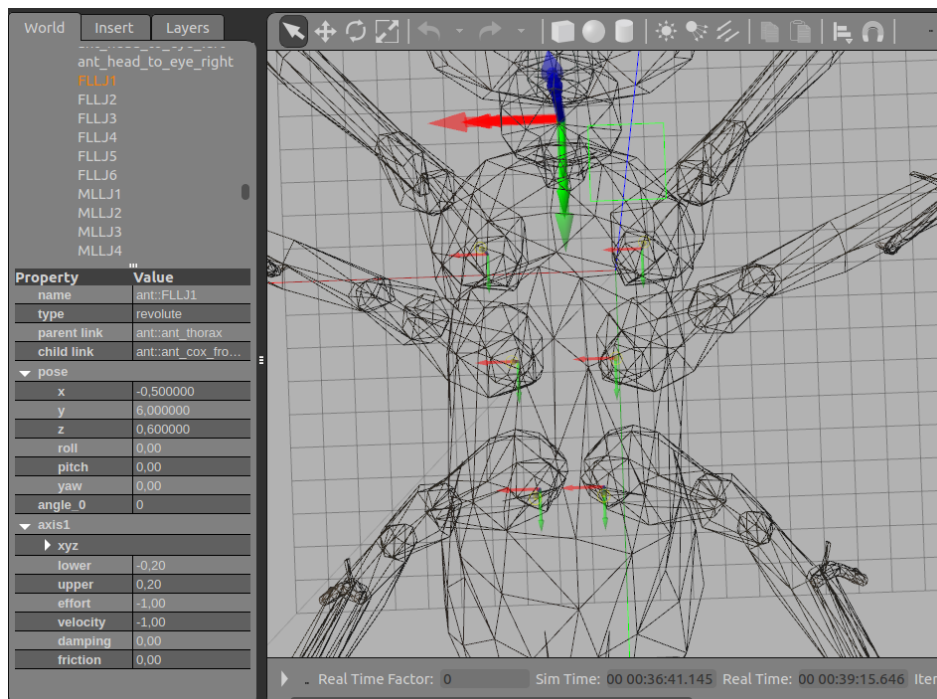 World Insert Layers
ant_head_to_eye_left
ant_head_to_eye_right
FLLJ1
FLLJ2
FLLJ3
FLLJ4
FLLJ5
FLLJ6
MLLJ1
MLLJ2
MLLJ3
MLLJ4
Property Value
name ant::FLLJ1
type revolute
parent link ant::ant_thorax
child link ant::ant_cox_fro...
pose
x -0,500000
y 6,000000
z 0,600000
roll 0,00
pitch 0,00
yaw 0,00
angle_0 0
axis1
xyz
lower -0,20
upper 0,20
effort -1,00
velocity -1,00
damping 0,00
friction 0,00
Real Time Factor: 0 Sim Time: 00 00:36:41.145 Real Time: 00 00:39:15.646 Iter